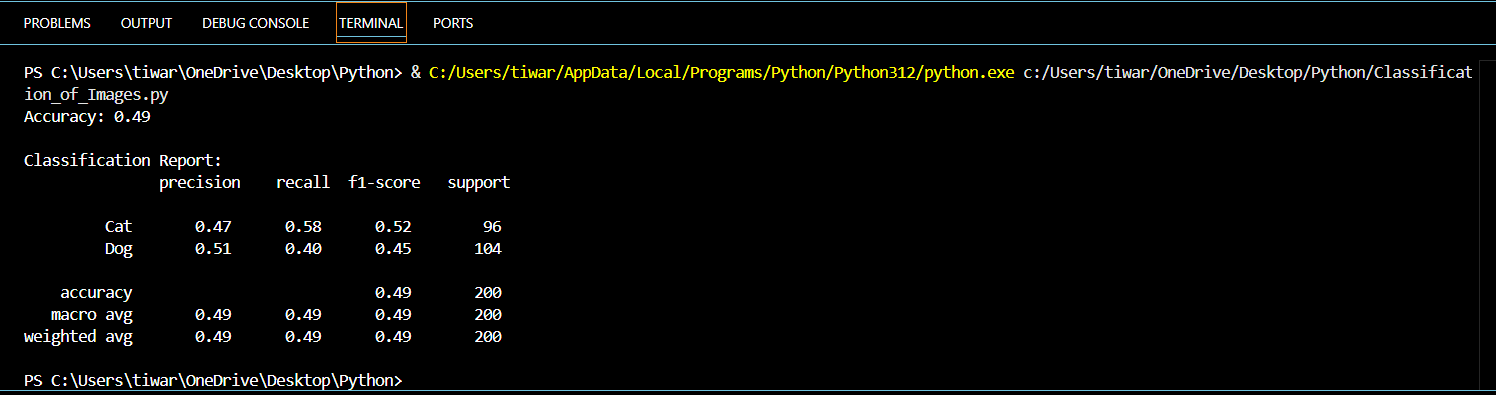 PROBLEMS OUTPUT DEBUG CONSOLE TERMINAL PORTS
PS C:\Users\tiwar\OneDrive\Desktop\Python> & C:/Users/tiwar/AppData/Local/Programs/Python/Python312/python.exe c:/Users/tiwar/OneDrive/Desktop/Python/Classificat
ion_of_Images.py
Accuracy: 0.49
Classification Report:
precision recall f1-score support
Cat 0.47 0.58 0.52 96
Dog 0.51 0.40 0.45 104
accuracy 0.49 200
macro avg 0.49 0.49 0.49 200
weighted avg 0.49 0.49 0.49 200
PS C:\Users\tiwar\OneDrive\Desktop\Python>